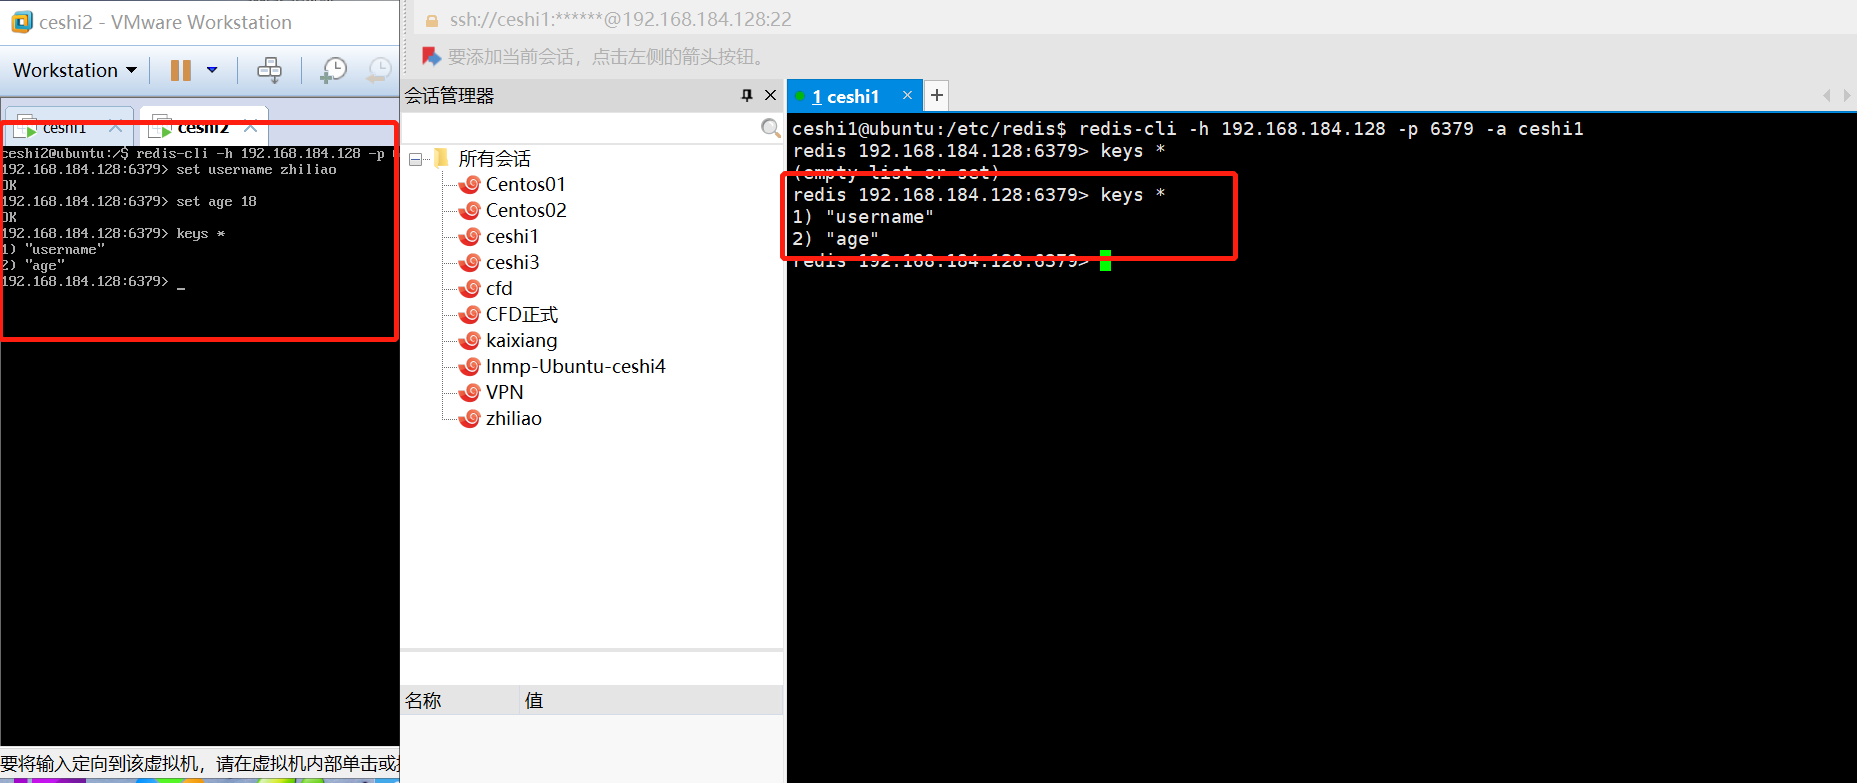 ceshi2 - VMware Workstation
Workstation
ceshi1
ceshi2
ceshi2@ubuntu:/$ redis-cli -h 192.168.184.128 -p
192.168.184.128:6379> set username zhiliao
OK
192.168.184.128:6379> set age 18
OK
192.168.184.128:6379> keys *
1) "username"
2) "age"
192.168.184.128:6379> _
要将输入定向到该虚拟机，请在虚拟机内部单击或
ssh://ceshi1:******@192.168.184.128:22
要添加当前会话，点击左侧的箭头按钮。
会话管理器
所有会话
Centos01
Centos02
ceshi1
ceshi3
cfd
CFD正式
kaixiang
lnmp-Ubuntu-ceshi4
VPN
zhiliao
名称 值
1 ceshi1
ceshi1@ubuntu:/etc/redis$ redis-cli -h 192.168.184.128 -p 6379 -a ceshi1
redis 192.168.184.128:6379> keys *
(empty list or set)
redis 192.168.184.128:6379> keys *
1) "username"
2) "age"
redis 192.168.184.128:6379>